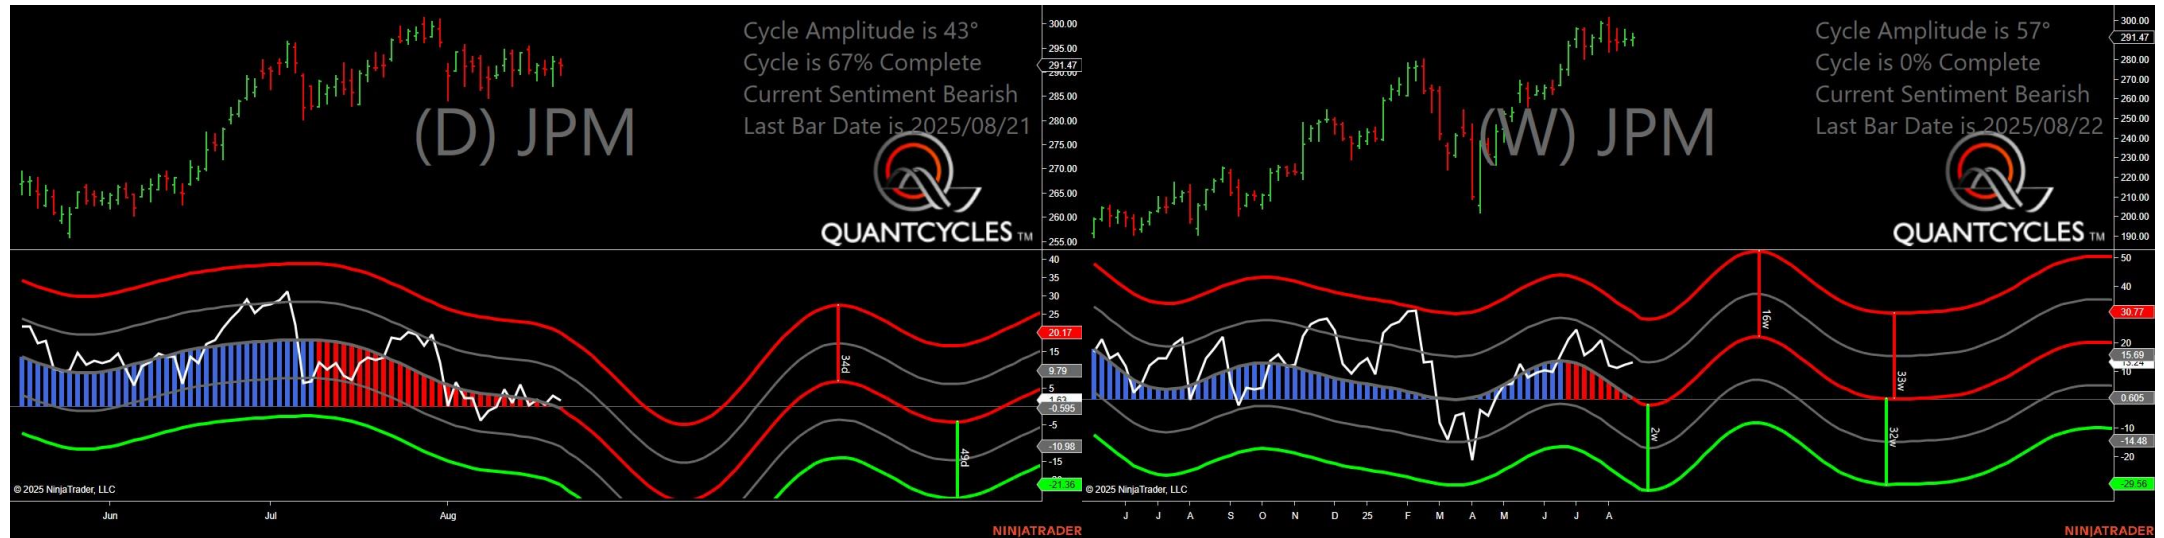 Cycle Amplitude is 43°
Cycle is 67% Complete
Current Sentiment Bearish
Last Bar Date is 2025/08/21
(D) JPM
QUANTCYCLES TM
300.00
295.00
291.47
290.00
285.00
280.00
275.00
270.00
265.00
260.00
255.00
40
35
30
25
20.17
15
9.79
5
1.63
-0.595
-5
-10.98
-15
-21.36
34d
49d
© 2025 NinjaTrader, LLC
Jun Jul Aug
NINJATRADER
Cycle Amplitude is 57°
Cycle is 0% Complete
Current Sentiment Bearish
Last Bar Date is 2025/08/22
(W) JPM
QUANTCYCLES TM
300.00
291.47
280.00
270.00
260.00
250.00
240.00
230.00
220.00
210.00
200.00
190.00
50
40
30.77
20
15.69
13.24
10
0.605
-10
-14.48
-20
-29.56
16w
33w
2w
32w
© 2025 NinjaTrader, LLC
J J A S O N D 25 F M A M J J A
NINJATRADER